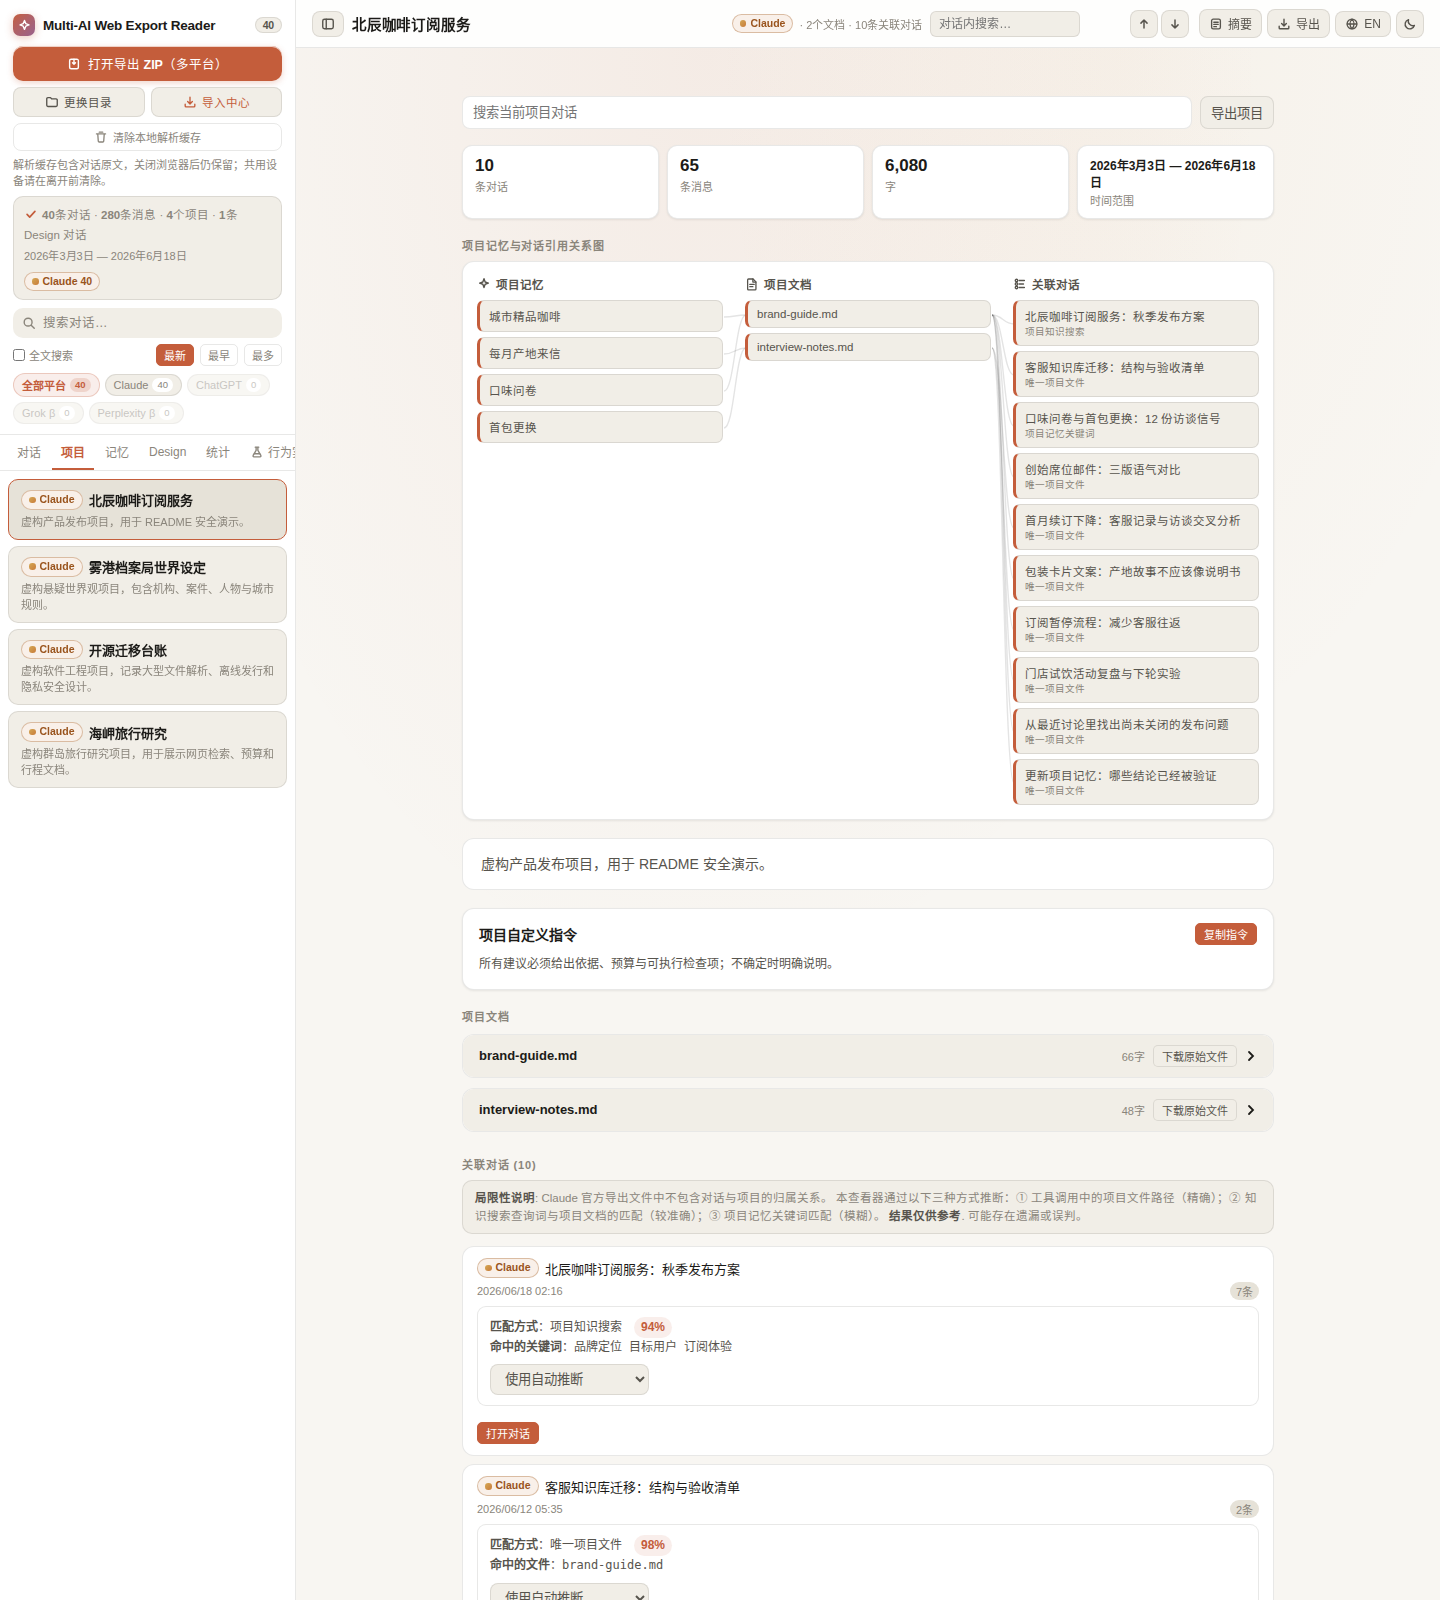 Multi-AI Web Export Reader 40
打开导出 ZIP（多平台）
更换目录 导入中心
清除本地解析缓存
解析缓存包含对话原文，关闭浏览器后仍保留；共用设
备请在离开前清除。
40条对话 · 280条消息 · 4个项目 · 1条
Design 对话
2026年3月3日 — 2026年6月18日
Claude 40
搜索对话…
全文搜索 最新 最早 最多
全部平台 40 Claude 40 ChatGPT 0
Grok β 0 Perplexity β 0
对话 项目 记忆 Design 统计 行为
Claude 北辰咖啡订阅服务
虚构产品发布项目，用于 README 安全演示。
Claude 雾港档案局世界设定
虚构悬疑世界观项目，包含机构、案件、人物与城市
规则。
Claude 开源迁移台账
虚构软件工程项目，记录大型文件解析、离线发行和
隐私安全设计。
Claude 海岬旅行研究
虚构群岛旅行研究项目，用于展示网页检索、预算和
行程文档。
北辰咖啡订阅服务 Claude · 2个文档 · 10条关联对话 对话内搜索… 摘要 导出 EN
搜索当前项目对话 导出项目
10
条对话
65
条消息
6,080
字
2026年3月3日 — 2026年6月18
日
时间范围
项目记忆与对话引用关系图
项目记忆
城市精品咖啡
每月产地来信
口味问卷
首包更换
项目文档
brand-guide.md
interview-notes.md
关联对话
北辰咖啡订阅服务：秋季发布方案
项目知识搜索
客服知识库迁移：结构与验收清单
唯一项目文件
口味问卷与首包更换：12 份访谈信号
项目记忆关键词
创始席位邮件：三版语气对比
唯一项目文件
首月续订下降：客服记录与访谈交叉分析
唯一项目文件
包装卡片文案：产地故事不应该像说明书
唯一项目文件
订阅暂停流程：减少客服往返
唯一项目文件
门店试饮活动复盘与下轮实验
唯一项目文件
从最近讨论里找出尚未关闭的发布问题
唯一项目文件
更新项目记忆：哪些结论已经被验证
唯一项目文件
虚构产品发布项目，用于 README 安全演示。
项目自定义指令 复制指令
所有建议必须给出依据、预算与可执行检查项；不确定时明确说明。
项目文档
brand-guide.md 66字 下载原始文件
interview-notes.md 48字 下载原始文件
关联对话 (10)
局限性说明: Claude 官方导出文件中不包含对话与项目的归属关系。 本查看器通过以下三种方式推断：① 工具调用中的项目文件路径（精确）；② 知
识搜索查询词与项目文档的匹配（较准确）；③ 项目记忆关键词匹配（模糊）。 结果仅供参考. 可能存在遗漏或误判。
Claude 北辰咖啡订阅服务：秋季发布方案
2026/06/18 02:16 7条
匹配方式：项目知识搜索 94%
命中的关键词：品牌定位 目标用户 订阅体验
使用自动推断
打开对话
Claude 客服知识库迁移：结构与验收清单
2026/06/12 05:35 2条
匹配方式：唯一项目文件 98%
命中的文件：brand-guide.md
使用自动推断